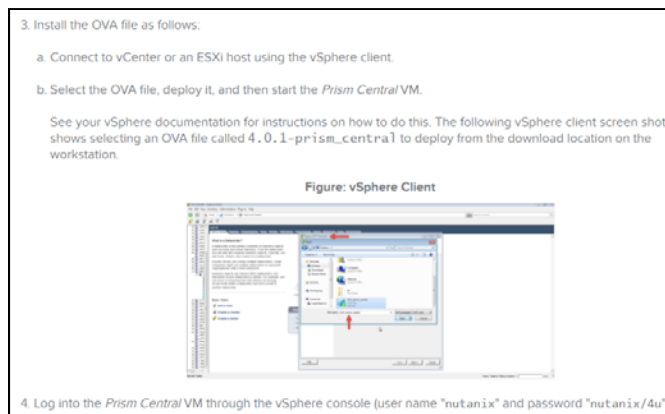 3. Install the OVA file as follows:
a. Connect to vCenter or an ESXi host using the vSphere client.
b. Select the OVA file, deploy it, and then start the Prism Central VM.
See your vSphere documentation for instructions on how to do this. The following vSphere client screen shot
shows selecting an OVA file called 4.0.1-prism_central to deploy from the download location on the
workstation.
Figure: vSphere Client
4. Log into the Prism Central VM through the vSphere console (user name "nutanix" and password "nutanix/4u"